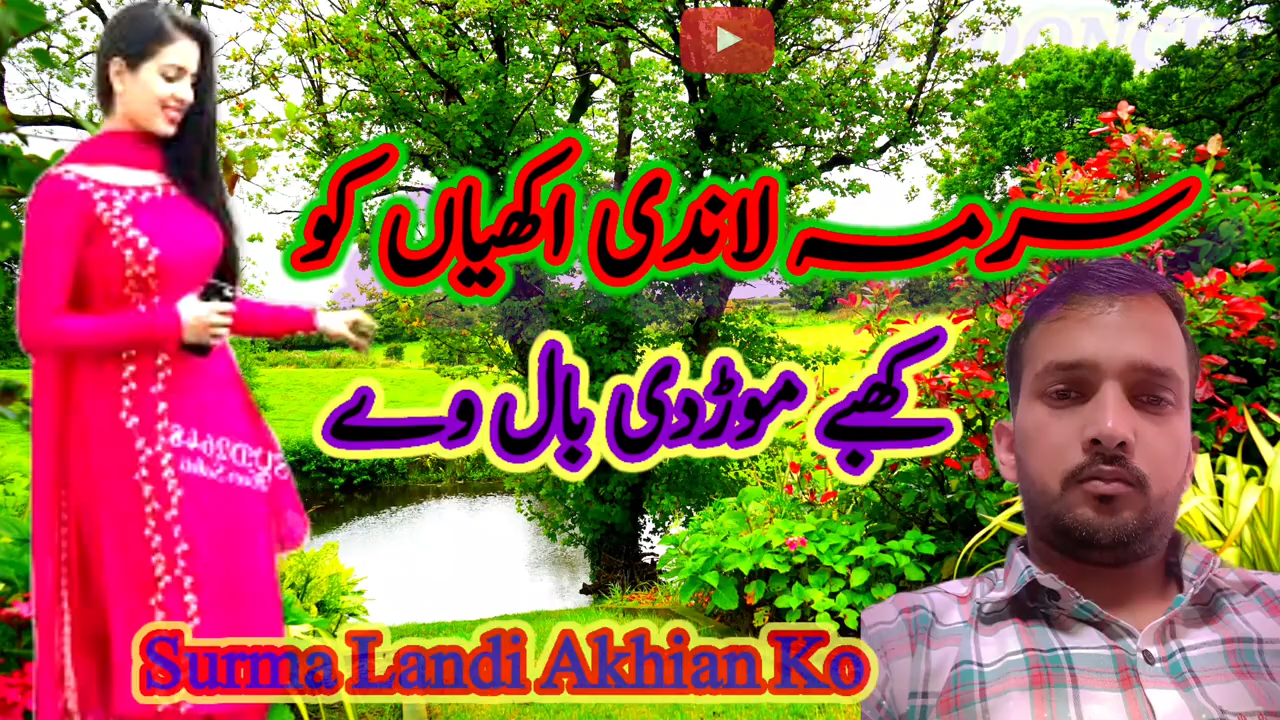 سرمہ لاندی اکھیاں کو
کھبے موڑدی بال وے
Surma Landi Akhian Ko